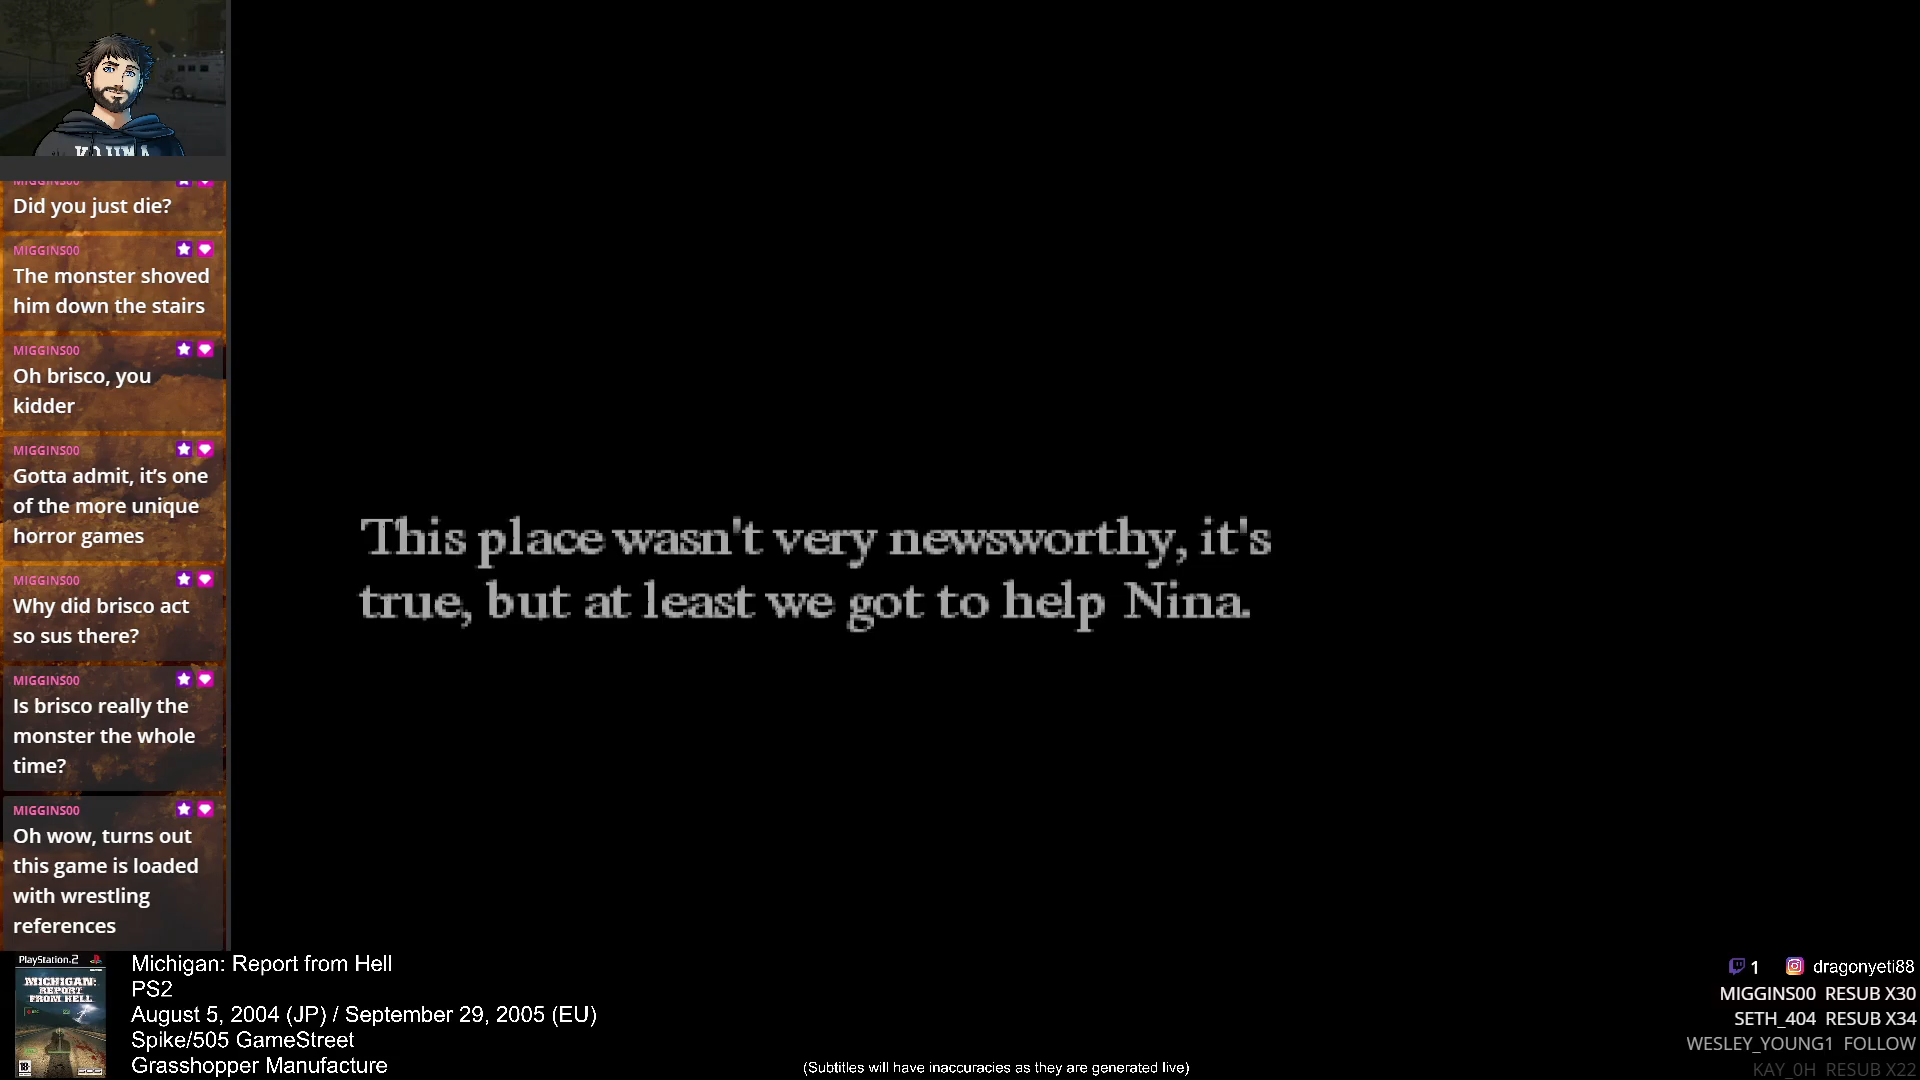 KOJIMA
MIGGINS00
Did you just die?
MIGGINS00
The monster shoved
him down the stairs
MIGGINS00
Oh brisco, you
kidder
MIGGINS00
Gotta admit, it's one
of the more unique
horror games
MIGGINS00
Why did brisco act
so sus there?
MIGGINS00
Is brisco really the
monster the whole
time?
MIGGINS00
Oh wow, turns out
this game is loaded
with wrestling
references
This place wasn't very newsworthy, it's
true, but at least we got to help Nina.
PlayStation.2
MICHIGAN:
REPORT
FROM HELL
18
505
Michigan: Report from Hell
PS2
August 5, 2004 (JP) / September 29, 2005 (EU)
Spike/505 GameStreet
Grasshopper Manufacture
(Subtitles will have inaccuracies as they are generated live)
1 dragonyeti88
MIGGINS00 RESUB X30
SETH_404 RESUB X34
WESLEY_YOUNG1 FOLLOW
KAY_0H RESUB X22